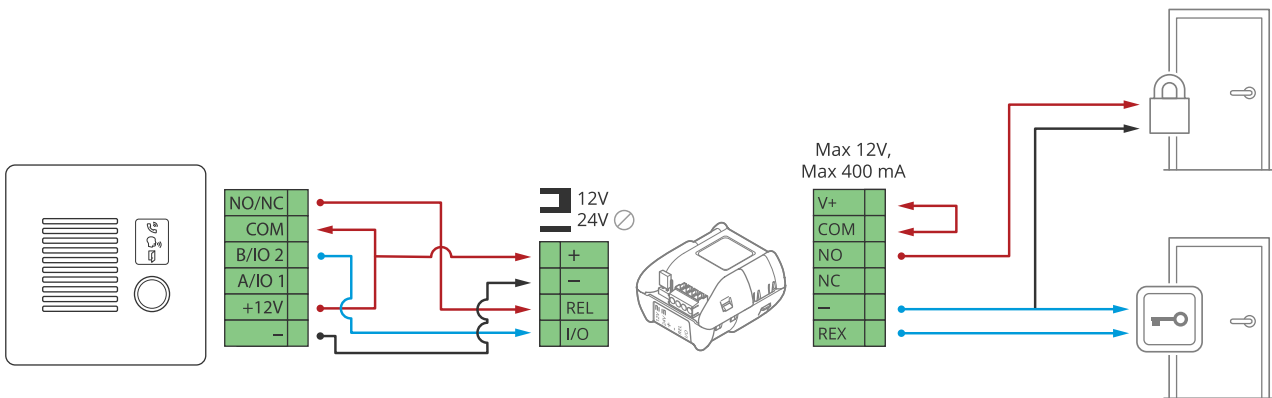 NO/NC
COM
B/IO 2
A/IO 1
+12V
–
12V
24V
+
–
REL
I/O
Max 12V,
Max 400 mA
V+
COM
NO
NC
–
REX